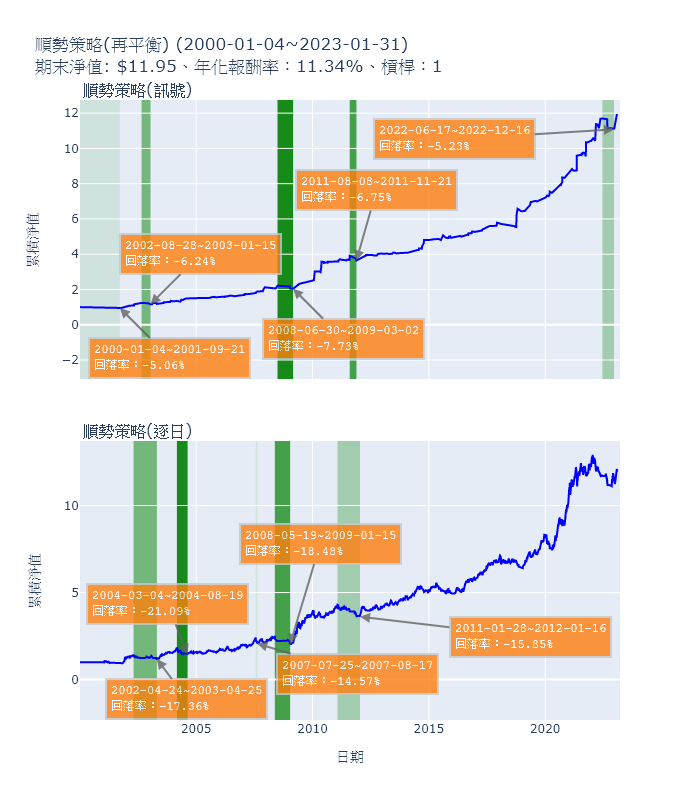 順勢策略(再平衡) (2000-01-04~2023-01-31)
期末淨值: $11.95、年化報酬率：11.34%、槓桿：1
順勢策略(訊號)
12
10
8
6
4
2
0
−2
累積淨值
2022-06-17~2022-12-16
回落率：-5.23%
2011-08-08~2011-11-21
回落率：-6.75%
2002-08-28~2003-01-15
回落率：-6.24%
2008-06-30~2009-03-02
回落率：-7.73%
2000-01-04~2001-09-21
回落率：-5.06%
順勢策略(逐日)
10
5
0
累積淨值
2008-05-19~2009-01-15
回落率：-18.48%
2004-03-04~2004-08-19
回落率：-21.09%
2011-01-28~2012-01-16
回落率：-15.85%
2007-07-25~2007-08-17
回落率：-14.57%
2002-04-24~2003-04-25
回落率：-17.36%
2005
2010
2015
2020
日期